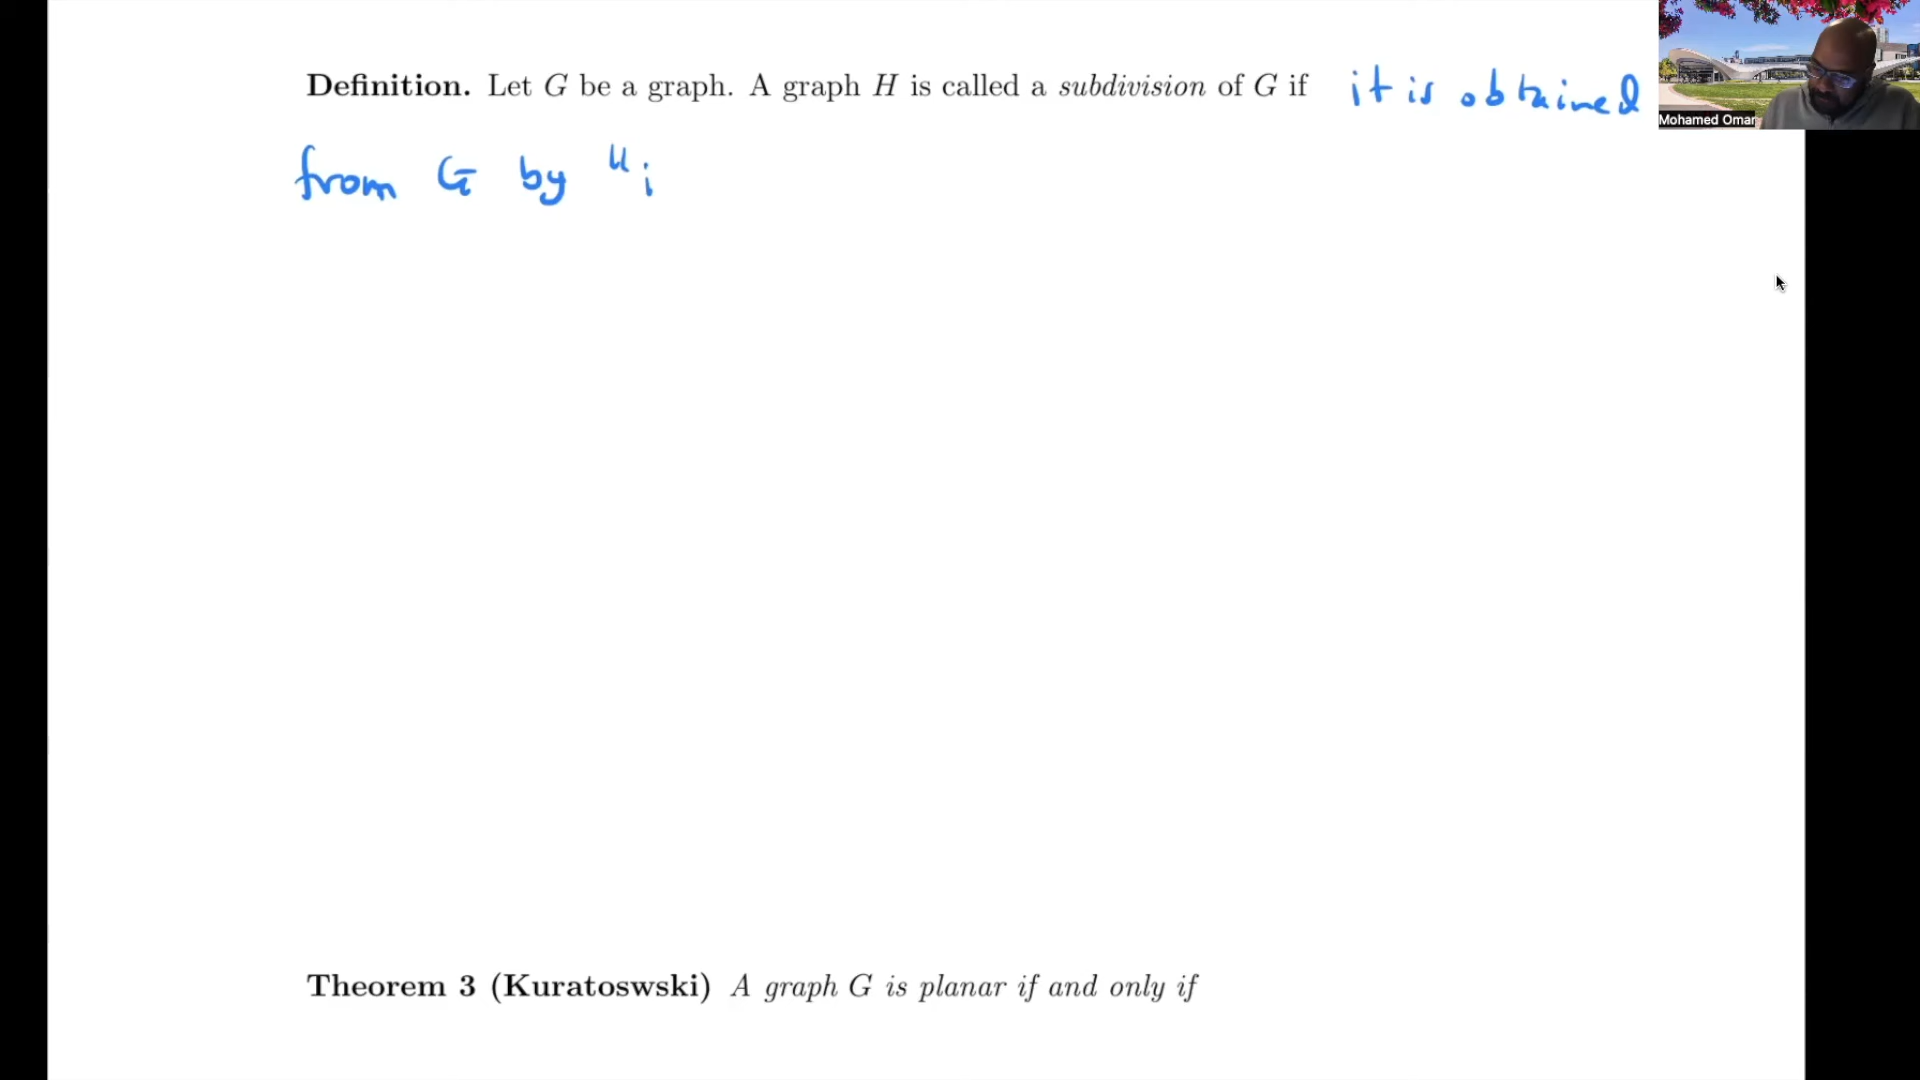 Definition. Let G be a graph. A graph H is called a subdivision of G if it is obtained
Mohamed Omar
from G by "i
Theorem 3 (Kuratoswski) A graph G is planar if and only if